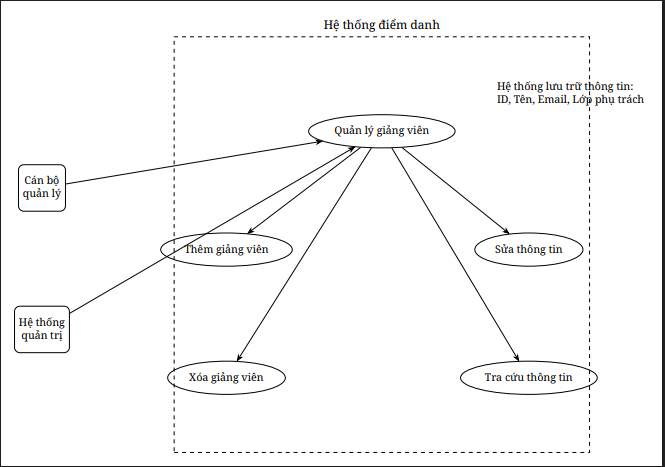 Hệ thống điểm danh
Hệ thống lưu trữ thông tin:
ID, Tên, Email, Lớp phụ trách
Quản lý giảng viên
Cán bộ
quản lý
Thêm giảng viên
Sửa thông tin
Hệ thống
quản trị
Xóa giảng viên
Tra cứu thông tin